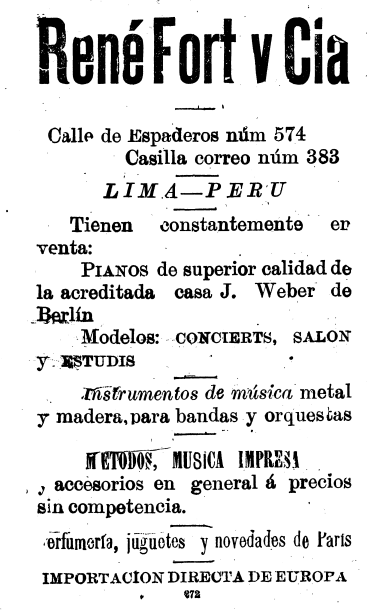 René Fort y Cia
Calle de Espaderos núm 574
Casilla correo núm 383
LIMA—PERU
Tienen constantemente en
venta:
PIANOS de superior calidad de
la acreditada casa J. Weber de
Berlín
Modelos: CONCIERTS, SALON
y ESTUDIS
Instrumentos de música metal
y madera, para bandas y orquestas
METODOS, MUSICA IMPRESA
y accesorios en general á precios
sin competencia.
erfumería, juguetes y novedades de París
IMPORTACION DIRECTA DE EUROPA
672